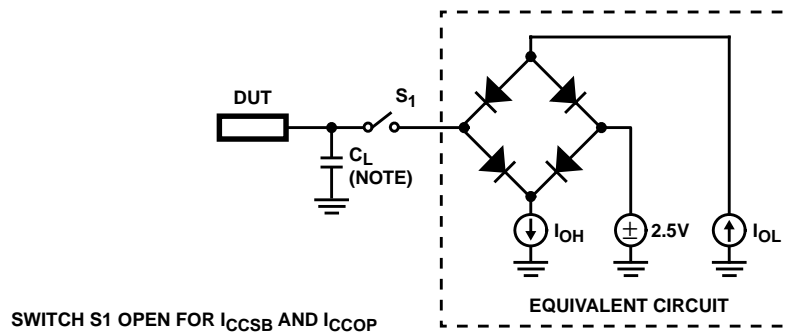 DUT
S1
CL
(NOTE)
IOH
± 2.5V
IOL
EQUIVALENT CIRCUIT
SWITCH S1 OPEN FOR ICCSB AND ICCOP